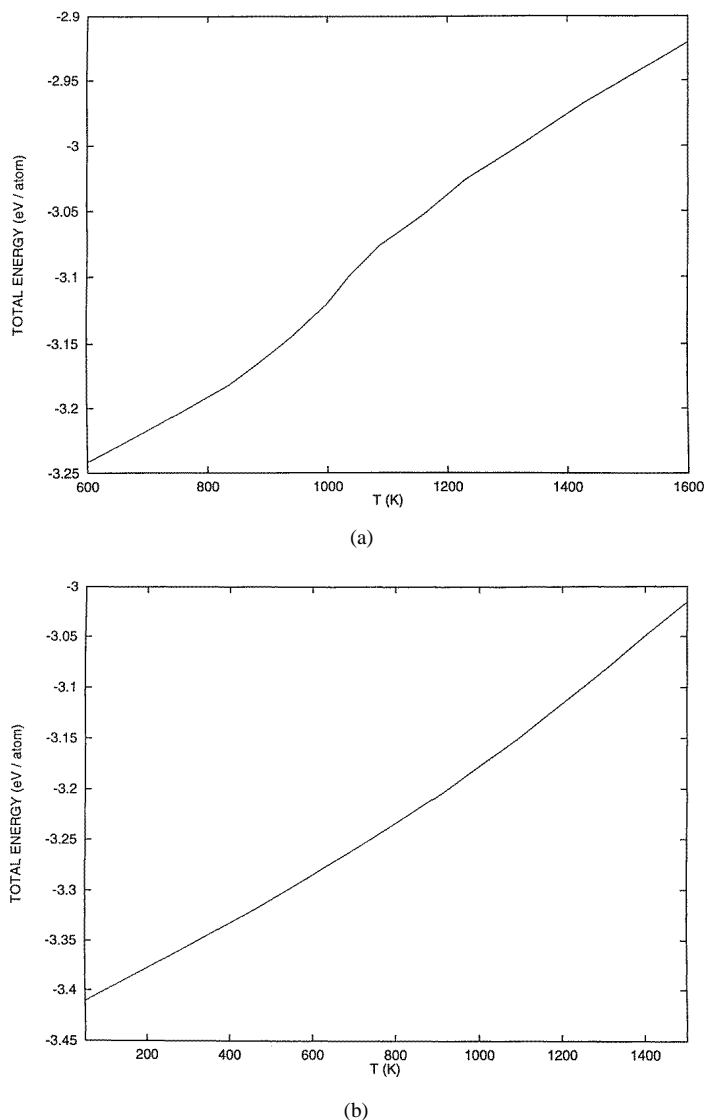 -2.9
-2.95
-3
-3.05
-3.1
-3.15
-3.2
-3.25
TOTAL ENERGY (eV / atom)
600 800 1000 1200 1400 1600
T (K)
(a)
-3
-3.05
-3.1
-3.15
-3.2
-3.25
-3.3
-3.35
-3.4
-3.45
TOTAL ENERGY (eV / atom)
200 400 600 800 1000 1200 1400
T (K)
(b)